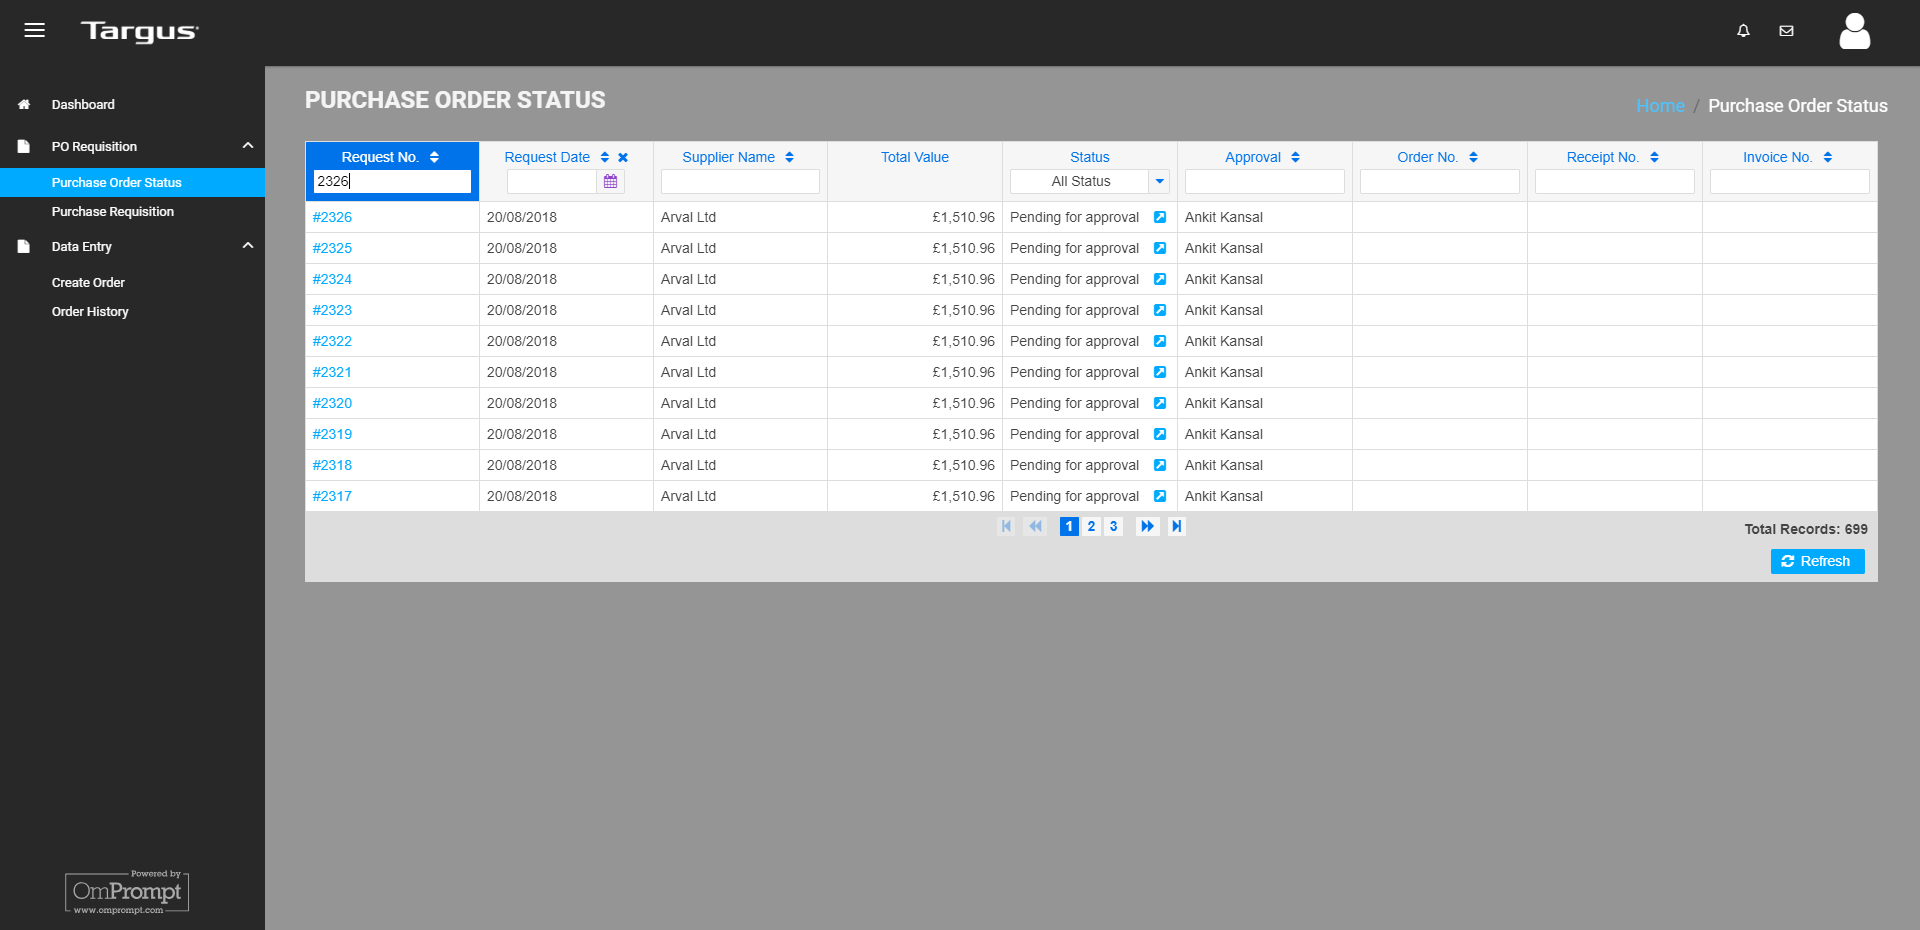 Targus
Dashboard
PO Requisition
Purchase Order Status
Purchase Requisition
Data Entry
Create Order
Order History
Powered by
OmPrompt
www.omprompt.com
PURCHASE ORDER STATUS
Home / Purchase Order Status
Request No. Request Date Supplier Name Total Value Status Approval Order No. Receipt No. Invoice No.
2326 All Status
#2326 20/08/2018 Arval Ltd £1,510.96 Pending for approval Ankit Kansal
#2325 20/08/2018 Arval Ltd £1,510.96 Pending for approval Ankit Kansal
#2324 20/08/2018 Arval Ltd £1,510.96 Pending for approval Ankit Kansal
#2323 20/08/2018 Arval Ltd £1,510.96 Pending for approval Ankit Kansal
#2322 20/08/2018 Arval Ltd £1,510.96 Pending for approval Ankit Kansal
#2321 20/08/2018 Arval Ltd £1,510.96 Pending for approval Ankit Kansal
#2320 20/08/2018 Arval Ltd £1,510.96 Pending for approval Ankit Kansal
#2319 20/08/2018 Arval Ltd £1,510.96 Pending for approval Ankit Kansal
#2318 20/08/2018 Arval Ltd £1,510.96 Pending for approval Ankit Kansal
#2317 20/08/2018 Arval Ltd £1,510.96 Pending for approval Ankit Kansal
1 2 3
Total Records: 699
Refresh